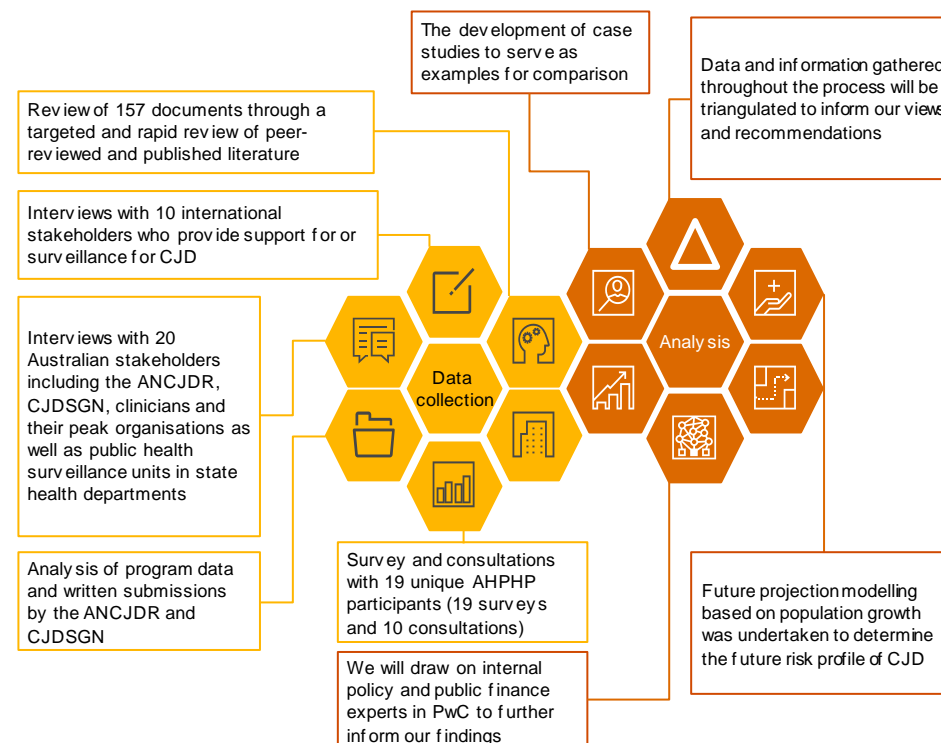 The development of case
studies to serve as
examples for comparison
Data and information gathered
throughout the process will be
triangulated to inform our views
and recommendations
Review of 157 documents through a
targeted and rapid review of peer-
reviewed and published literature
Interviews with 10 international
stakeholders who provide support for or
surveillance for CJD
Interviews with 20
Australian stakeholders
including the ANCJDR,
CJDSGN, clinicians and
their peak organisations as
well as public health
surveillance units in state
health departments
Analysis of program data
and written submissions
by the ANCJDR and
CJDSGN
Data
collection
Analysis
Survey and consultations
with 19 unique AHPHP
participants (19 surveys
and 10 consultations)
We will draw on internal
policy and public finance
experts in PwC to further
inform our findings
Future projection modelling
based on population growth
was undertaken to determine
the future risk profile of CJD